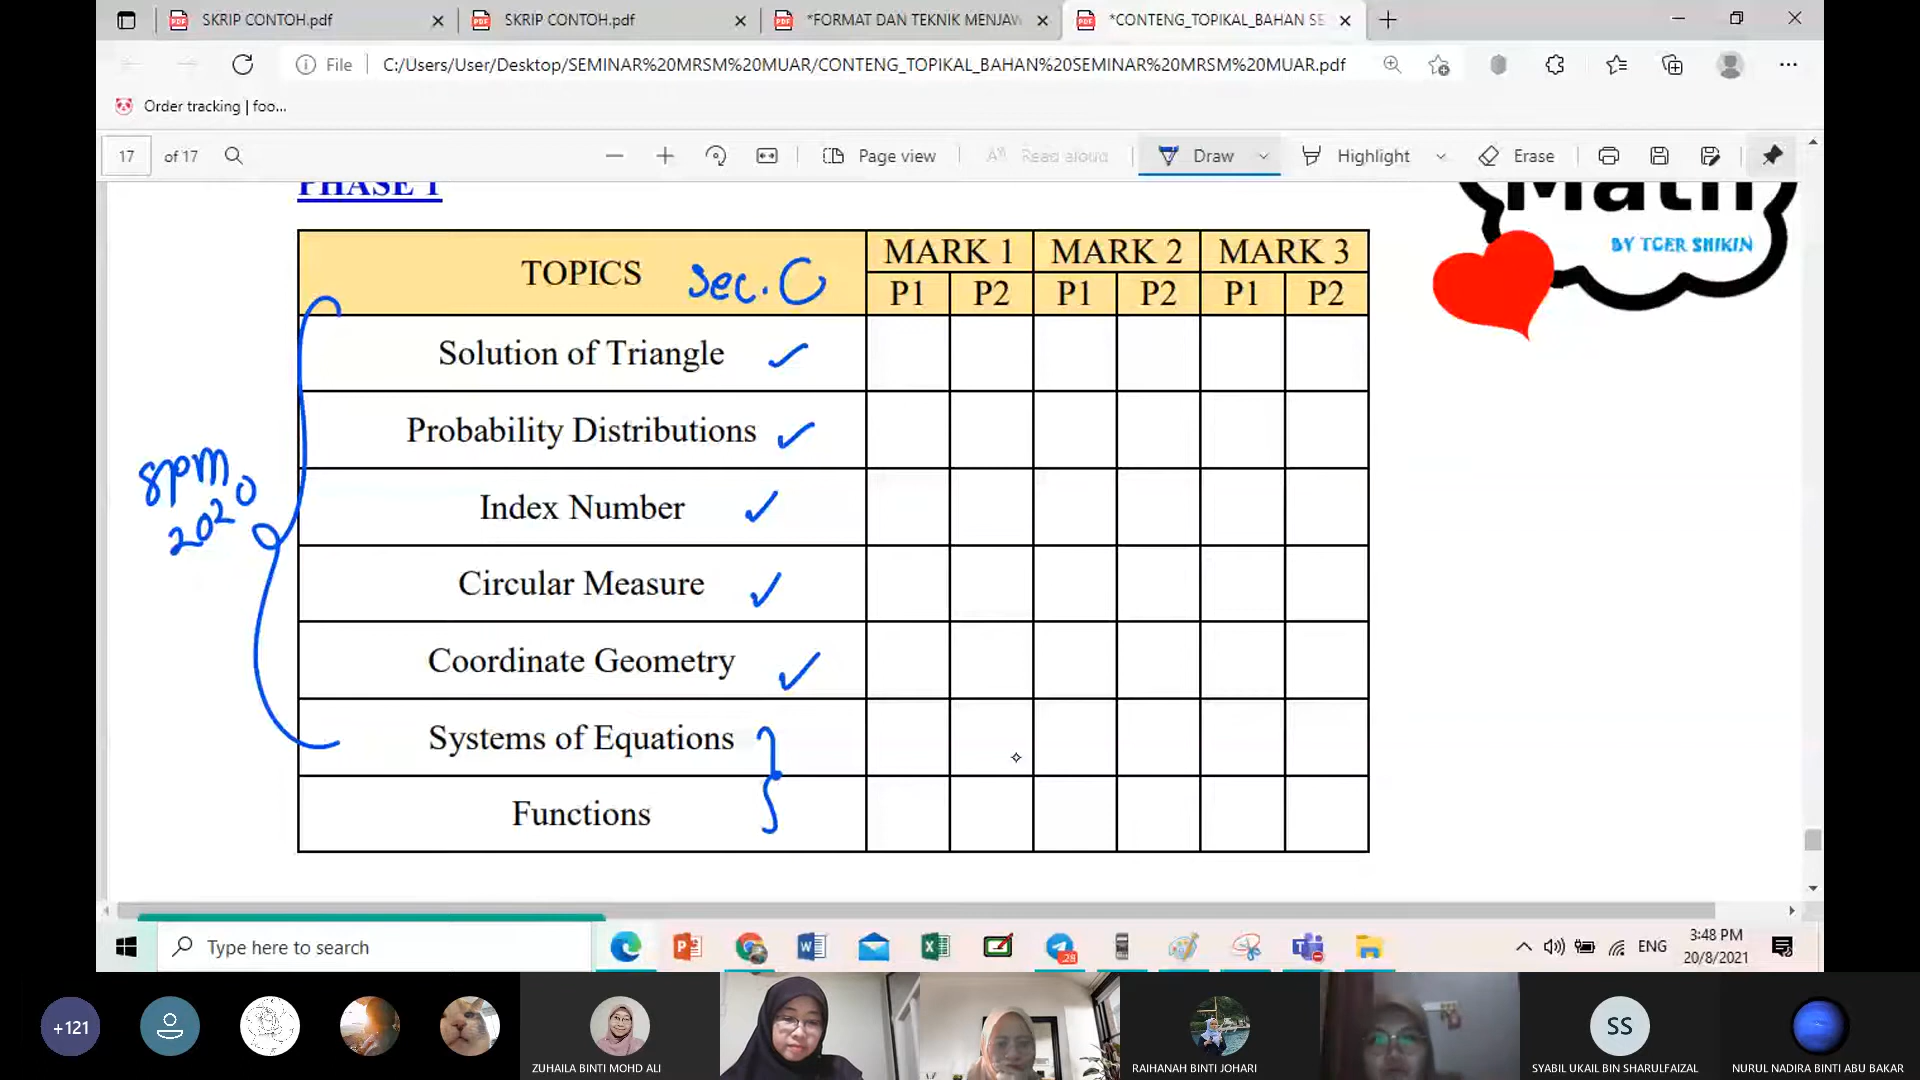 SKRIP CONTOH.pdf
SKRIP CONTOH.pdf
*FORMAT DAN TEKNIK MENJAW
*CONTENG_TOPIKAL_BAHAN SE
File
C:/Users/User/Desktop/SEMINAR%20MRSM%20MUAR/CONTENG_TOPIKAL_BAHAN%20SEMINAR%20MRSM%20MUAR.pdf
Order tracking | foo...
17 of 17
Page view
Read aloud
Draw
Highlight
Erase
PHASE 1
Math
BY TCER SHIKIN
TOPICS sec. C
MARK 1 MARK 2 MARK 3
P1 P2 P1 P2 P1 P2
Solution of Triangle
Probability Distributions
Index Number
Circular Measure
Coordinate Geometry
Systems of Equations
Functions
spm
2020
Type here to search
28
ENG
3:48 PM
20/8/2021
+121
ZUHAILA BINTI MOHD ALI
RAIHANAH BINTI JOHARI
SS
SYABIL UKAIL BIN SHARULFAIZAL
NURUL NADIRA BINTI ABU BAKAR